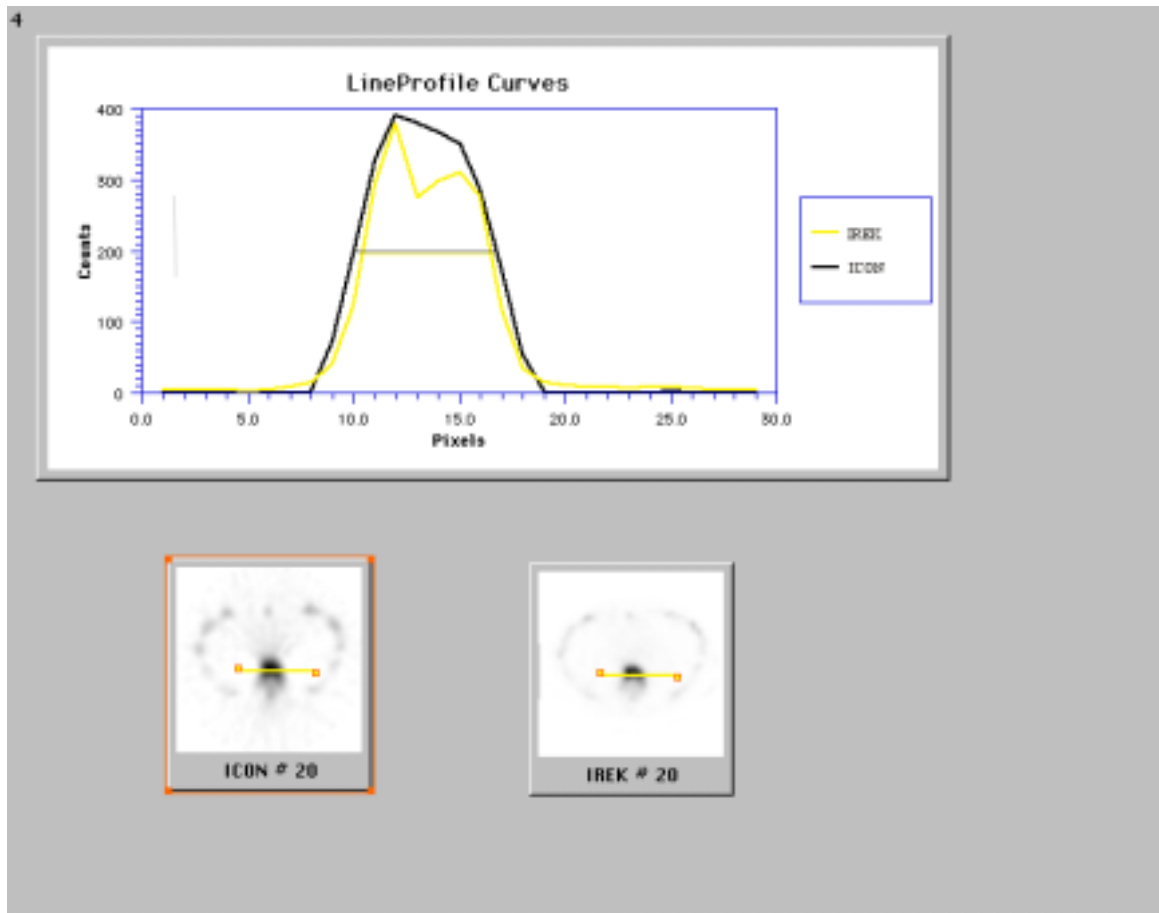 4
LineProfile Curves
400
300
200
100
0
Counts
0.0 5.0 10.0 15.0 20.0 25.0 30.0
Pixels
IREK
ICON
ICON # 20
IREK # 20